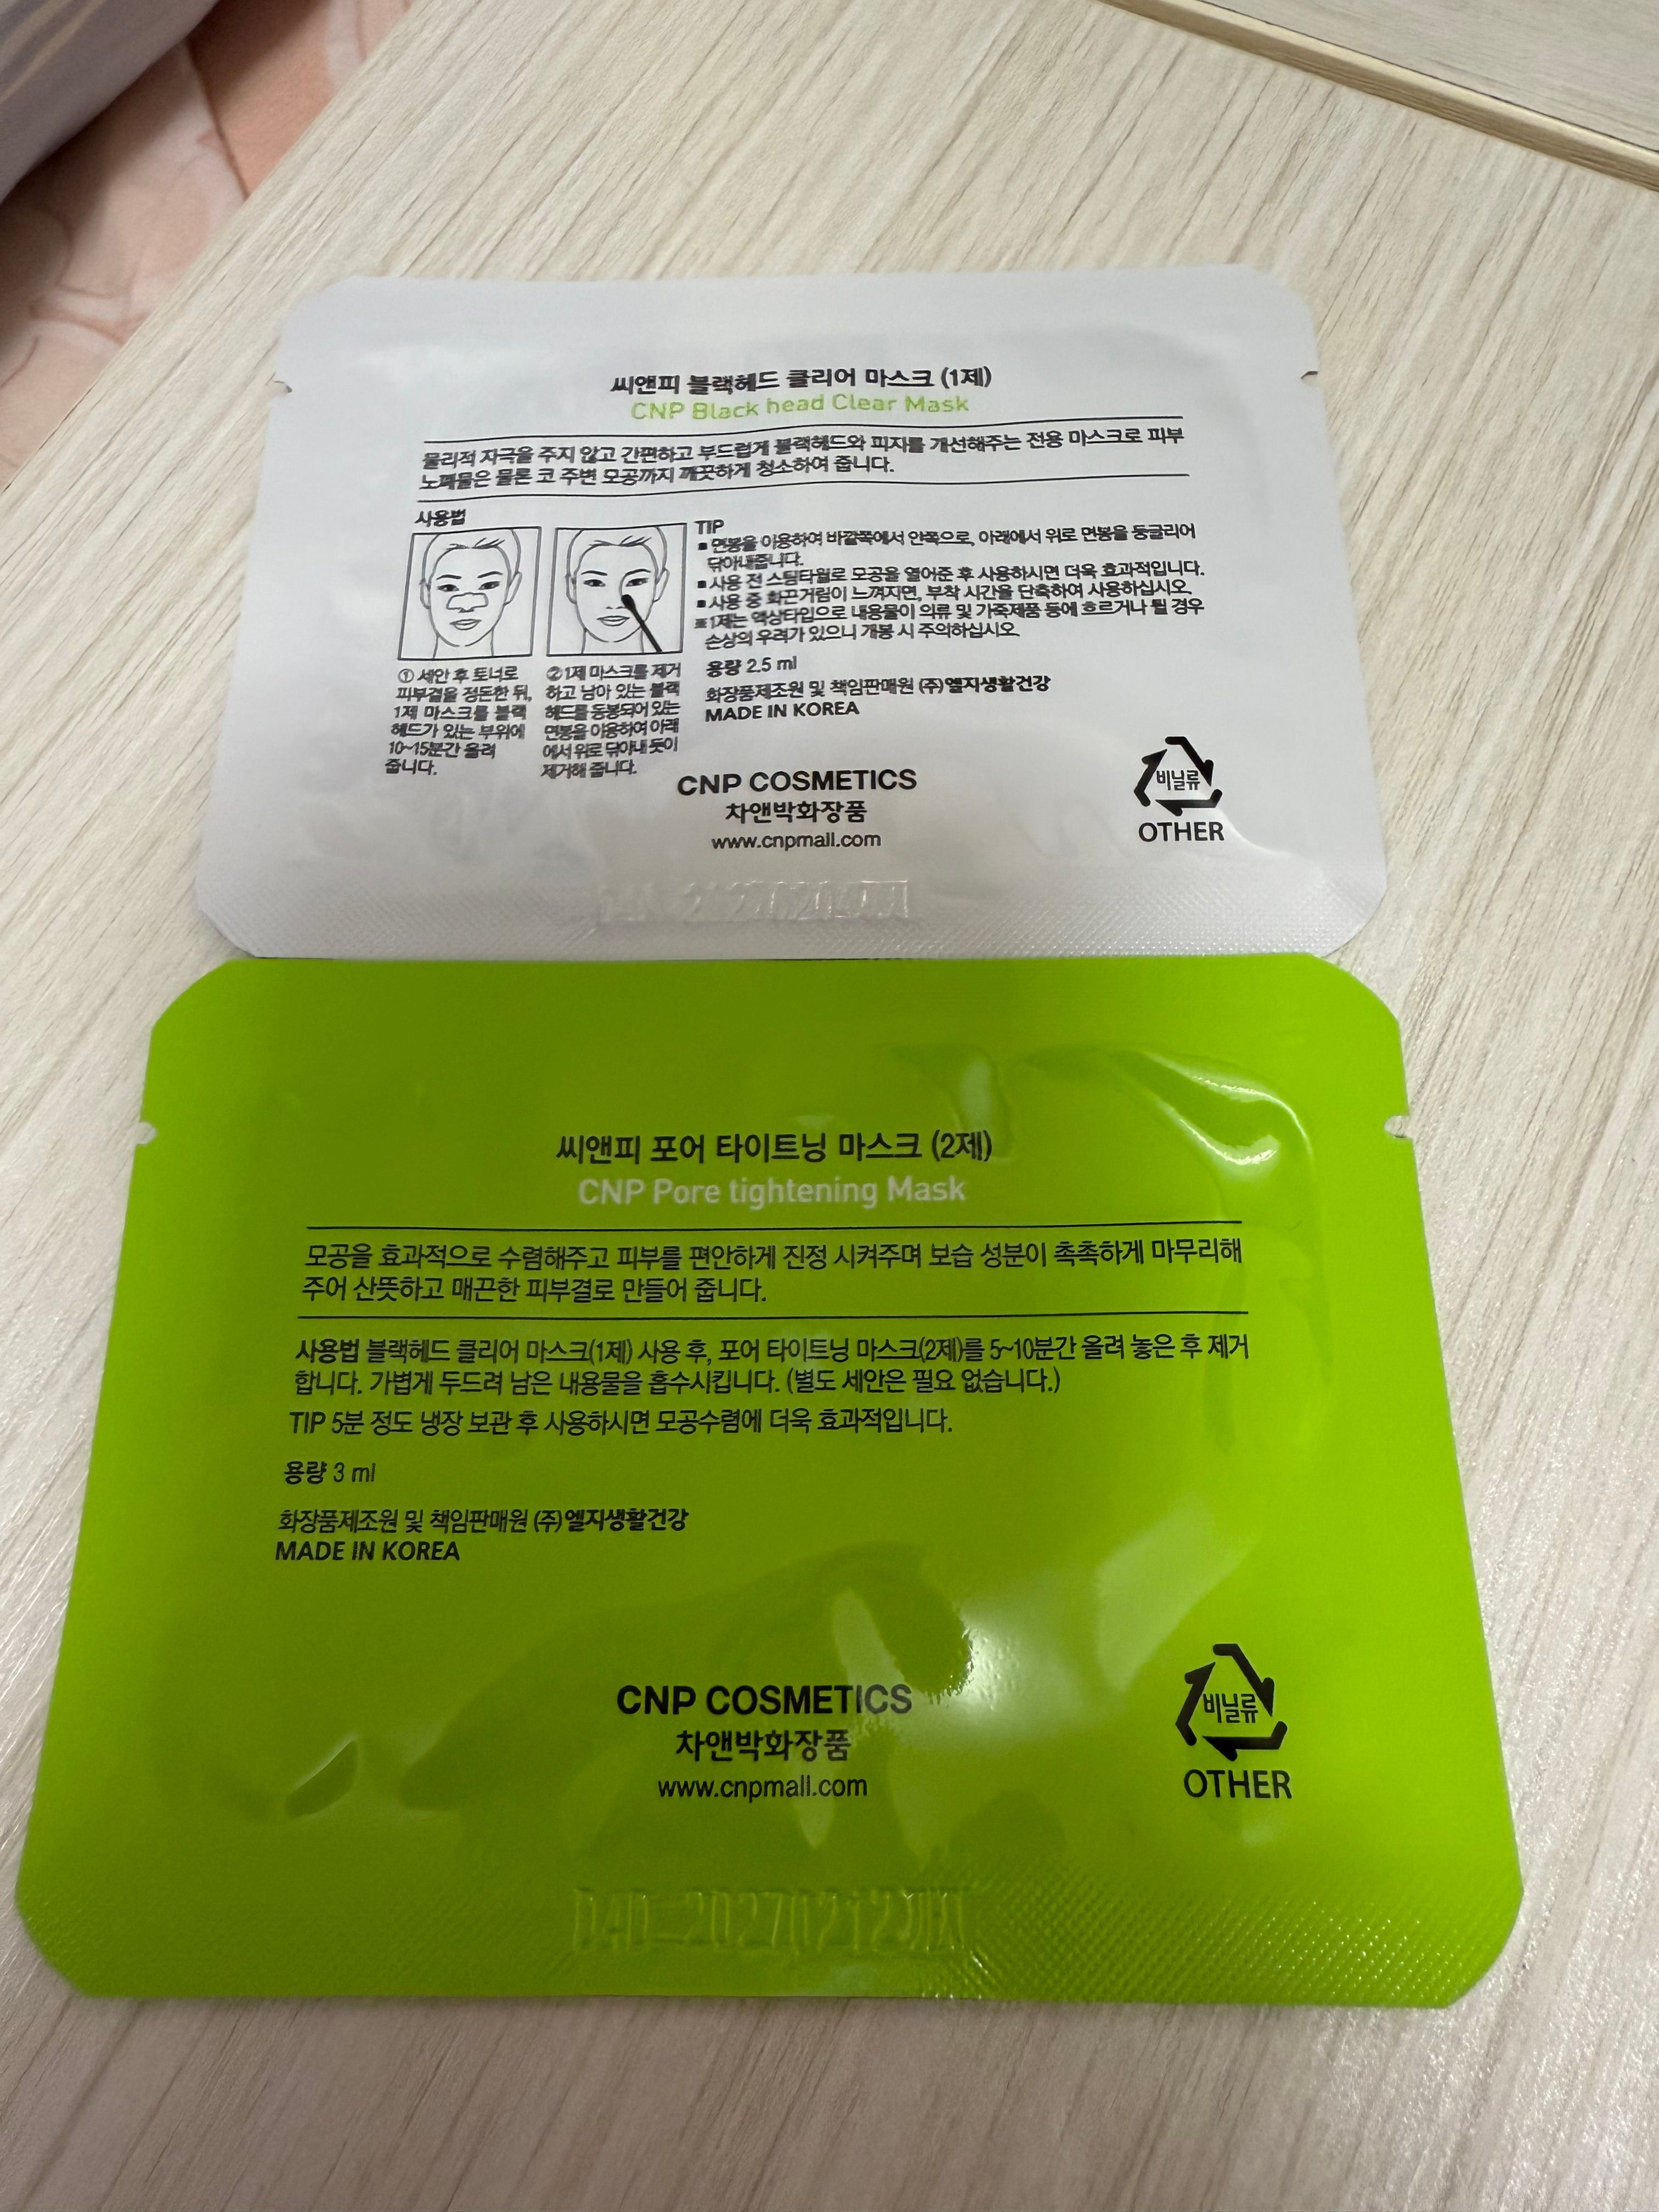 씨앤피 블랙헤드 클리어 마스크 (1제)
CNP Black head Clear Mask
물리적 자극을 주지 않고 간편하고 부드럽게 블랙헤드와 피지를 개선해주는 전용 마스크로 피부
노폐물은 물론 코 주변 모공까지 깨끗하게 청소하여 줍니다.
사용법
① 세안 후 토너로
피부결을 정돈한 뒤,
1제 마스크를 블랙
헤드가 있는 부위에
10~15분간 올려
줍니다.
②1제 마스크를 제거
하고 남아 있는 블랙
헤드를 동봉되어 있는
면봉을 이용하여 아래
에서 위로 닦아내 듯이
제거해 줍니다.
TIP
■ 면봉을 이용하여 바깥쪽에서 안쪽으로, 아래에서 위로 면봉을 둥글리어
닦아내줍니다.
■ 사용 전 스팀타월로 모공을 열어준 후 사용하시면 더욱 효과적입니다.
■ 사용 중 화끈거림이 느껴지면, 부착 시간을 단축하여 사용하십시오.
※1제는 액상타입으로 내용물이 의류 및 가죽제품 등에 흐르거나 튈 경우
손상의 우려가 있으니 개봉 시 주의하십시오.
용량 2.5 ml
화장품제조원 및 책임판매원 (주)엘지생활건강
MADE IN KOREA
CNP COSMETICS
차앤박화장품
www.cnpmall.com
비닐류
OTHER
씨앤피 포어 타이트닝 마스크 (2제)
CNP Pore tightening Mask
모공을 효과적으로 수렴해주고 피부를 편안하게 진정 시켜주며 보습 성분이 촉촉하게 마무리해
주어 산뜻하고 매끈한 피부결로 만들어 줍니다.
사용법 블랙헤드 클리어 마스크(1제) 사용 후, 포어 타이트닝 마스크(2제)를 5~10분간 올려 놓은 후 제거
합니다. 가볍게 두드려 남은 내용물을 흡수시킵니다. (별도 세안은 필요 없습니다.)
TIP 5분 정도 냉장 보관 후 사용하시면 모공수렴에 더욱 효과적입니다.
용량 3 ml
화장품제조원 및 책임판매원 (주)엘지생활건강
MADE IN KOREA
CNP COSMETICS
차앤박화장품
www.cnpmall.com
비닐류
OTHER